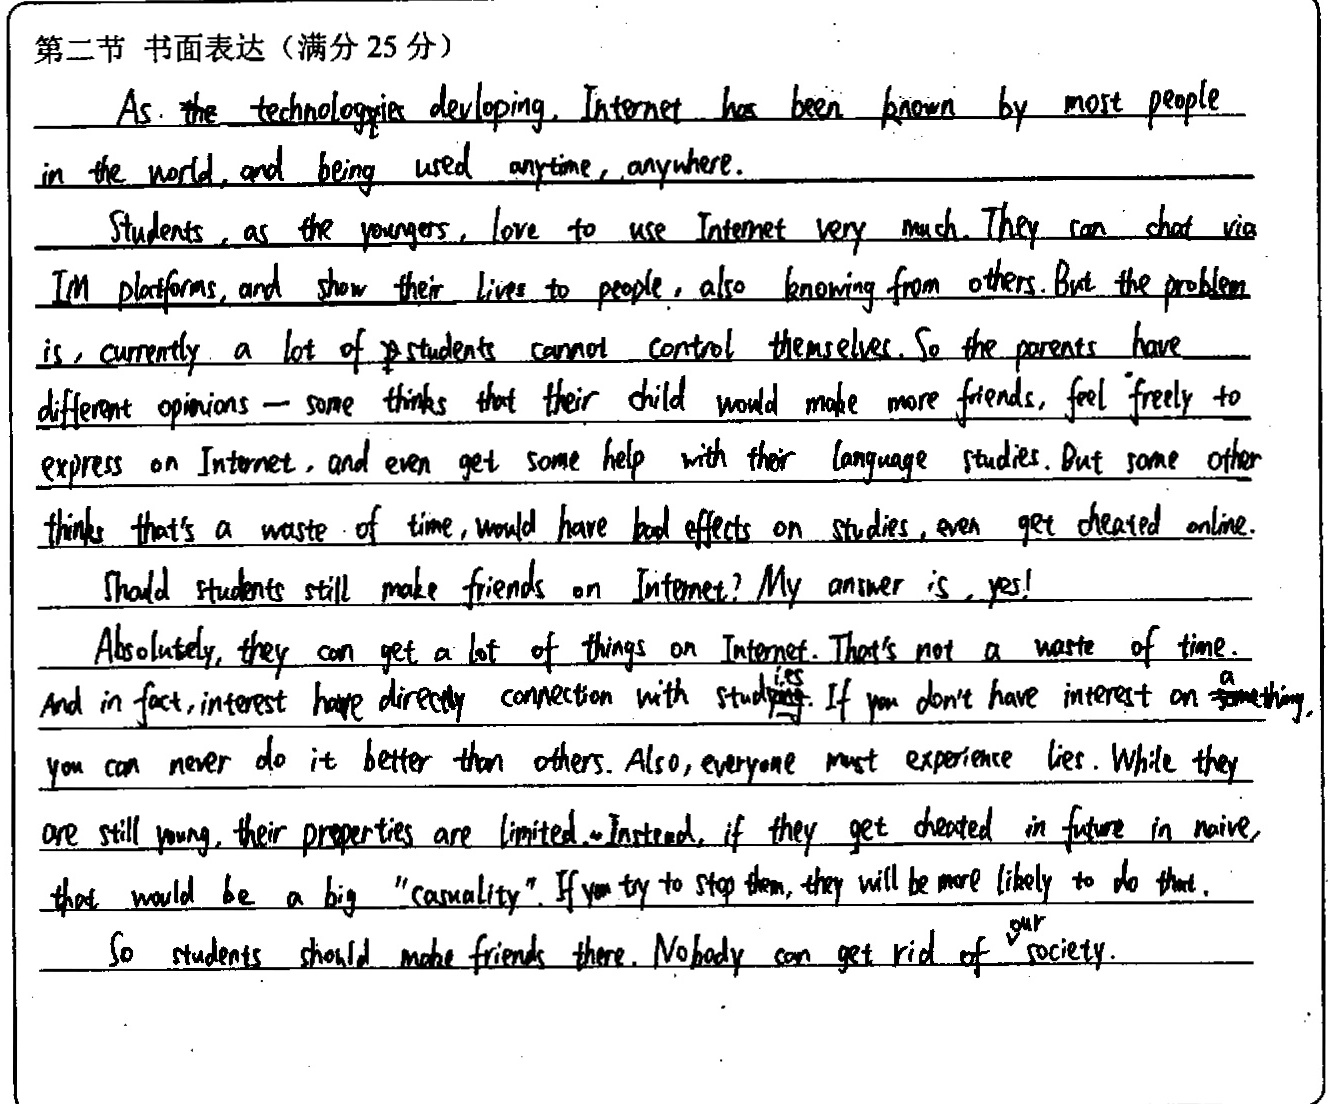 第二节 书面表达（满分 25 分）
As the technologies devloping, Internet has been known by most people
in the world, and being used anytime, anywhere.
Students, as the youngers, love to use Internet very much. They can chat via
IM platforms, and show their lives to people, also knowing from others. But the problem
is, currently a lot of students cannot control themselves. So the parents have
different opinions — some thinks that their child would make more friends, feel freely to
express on Internet, and even get some help with their language studies. But some other
thinks that's a waste of time, would have bad effects on studies, even get cheated online.
Should students still make friends on Internet? My answer is, yes!
Absolutely, they can get a lot of things on Internet. That's not a waste of time.
And in fact, interest have directly connection with studies. If you don't have interest on a thing,
you can never do it better than others. Also, everyone must experience lies. While they
are still young, their properties are limited. Instead, if they get cheated in future in naive,
that would be a big "casuality". If you try to stop them, they will be more likely to do that.
So students should make friends there. Nobody can get rid of our society.